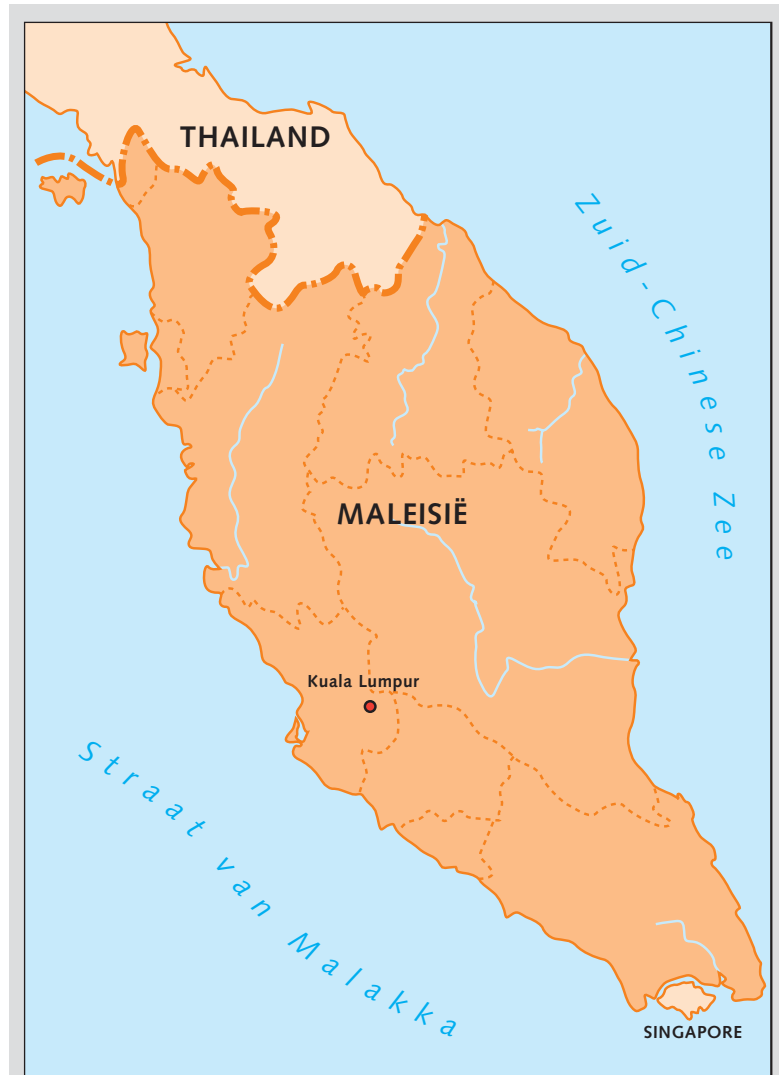 THAILAND
Zuid-Chinese Zee
MALEISIË
Kuala Lumpur
Straat van Malakka
SINGAPORE